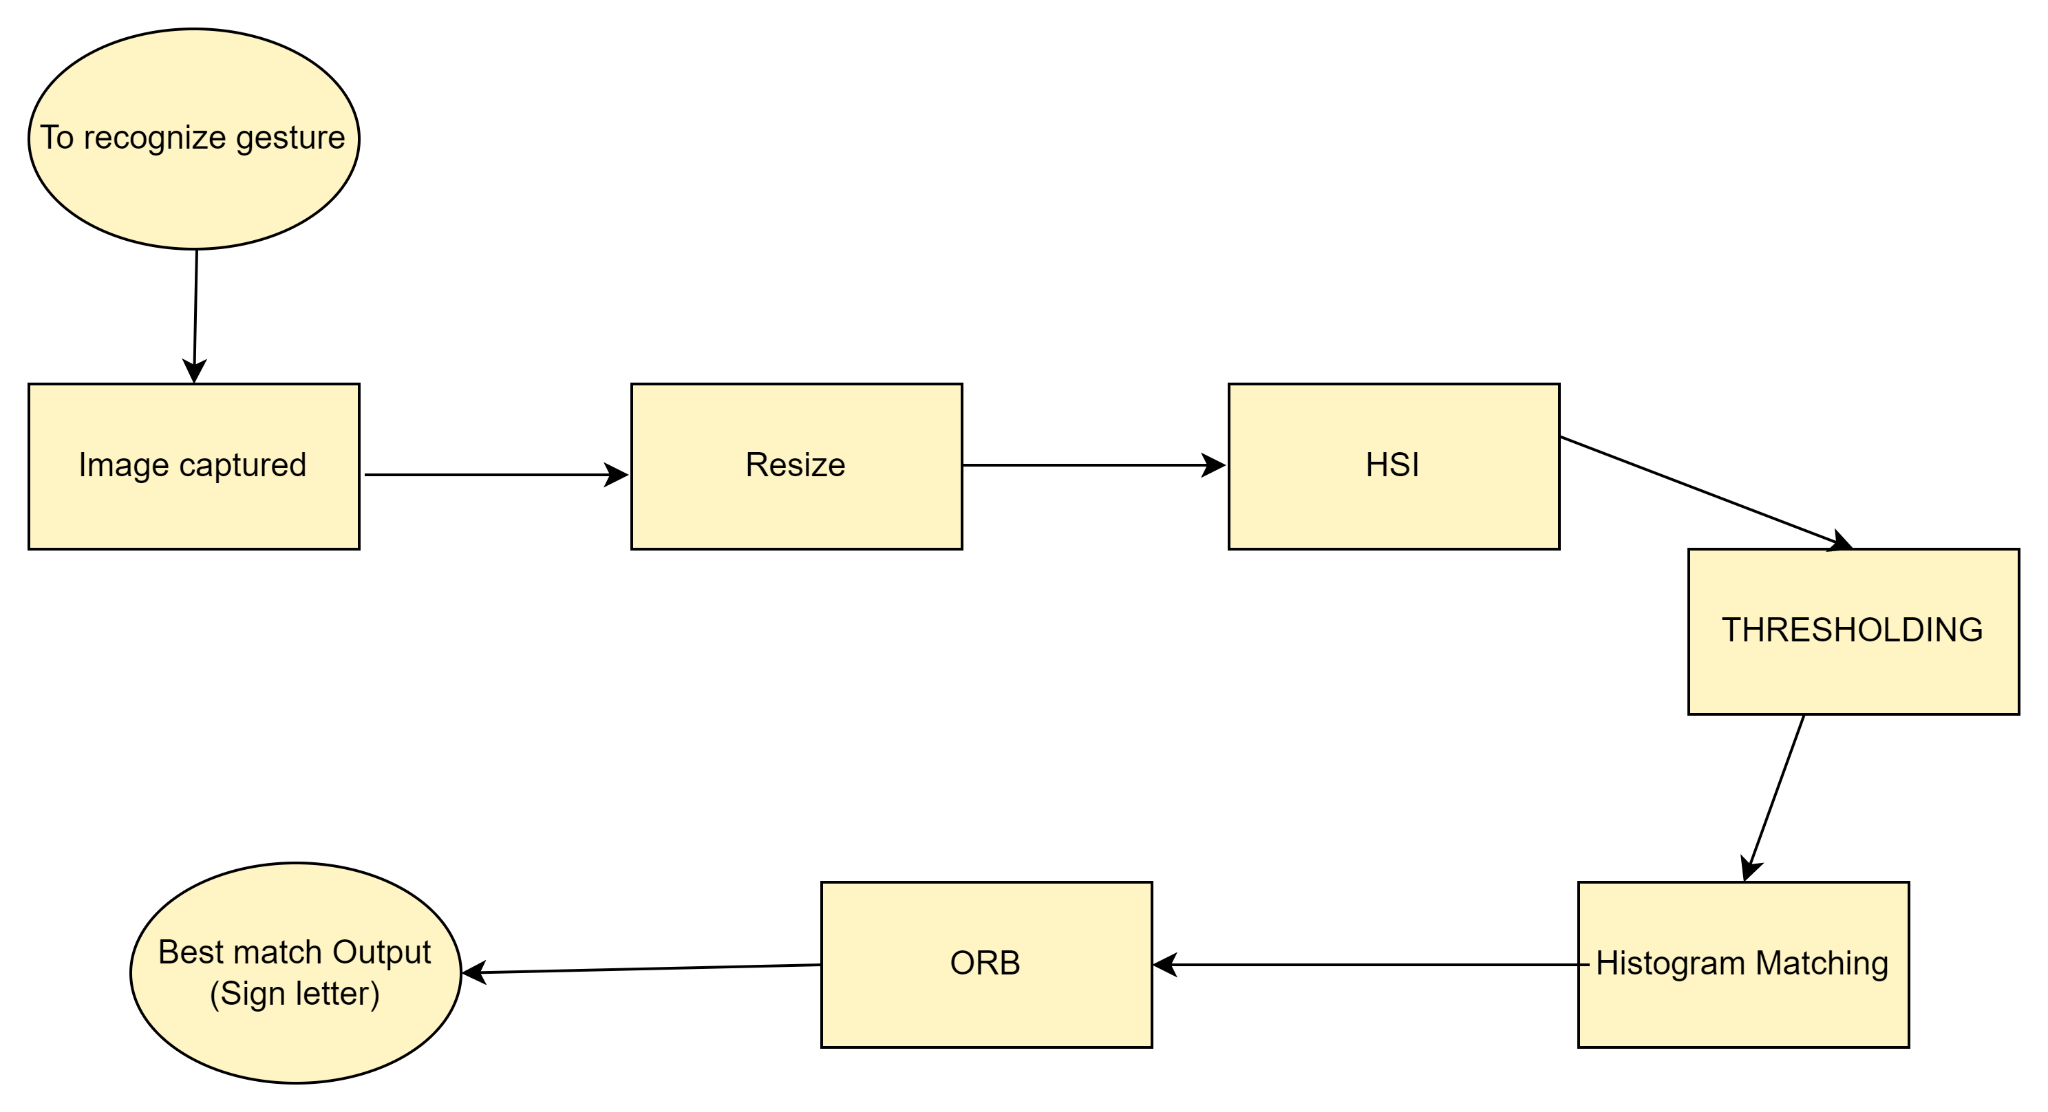 To recognize gesture
Image captured
Resize
HSI
THRESHOLDING
Histogram Matching
ORB
Best match Output
(Sign letter)